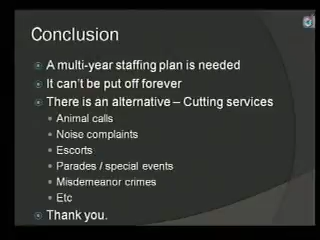 Conclusion
A multi-year staffing plan is needed
It can't be put off forever
There is an alternative – Cutting services
Animal calls
Noise complaints
Escorts
Parades / special events
Misdemeanor crimes
Etc
Thank you.